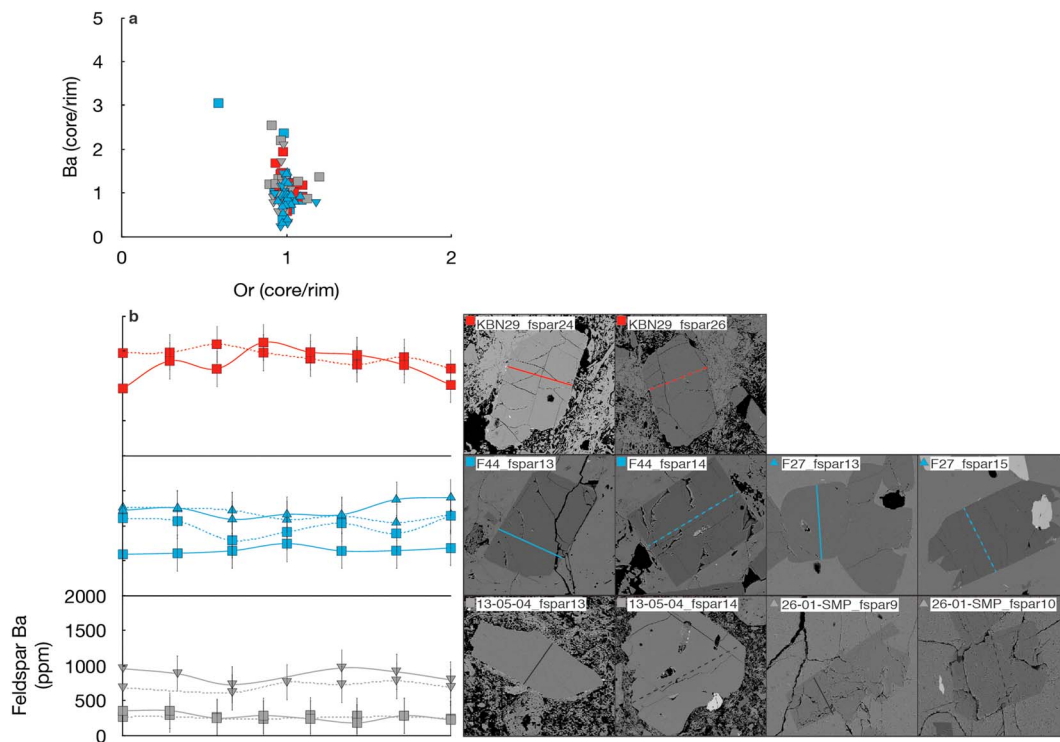 a
5
4
3
2
1
0
Ba (core/rim)
0 1 2
Or (core/rim)
b
KBN29_fspar24 KBN29_fspar26
F44_fspar13 F44_fspar14 F27_fspar13 F27_fspar15
13-05-04_fspar13 13-05-04_fspar14 26-01-SMP_fspar9 26-01-SMP_fspar10
2000
1500
1000
500
0
Feldspar Ba
(ppm)